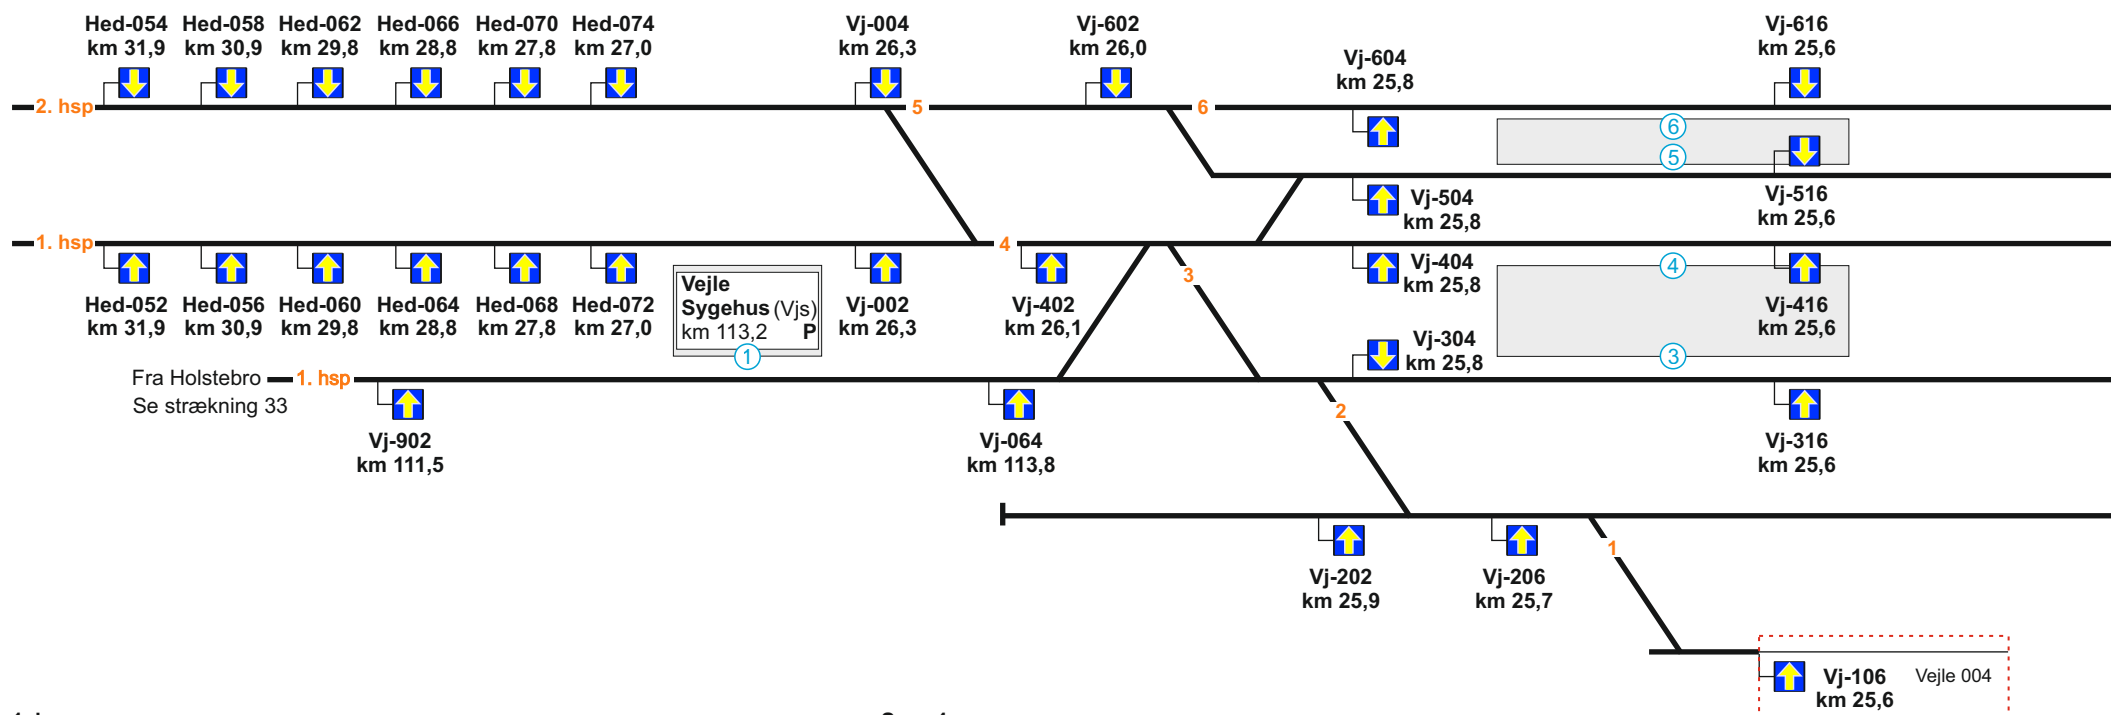 Hed-054 Hed-058 Hed-062 Hed-066 Hed-070 Hed-074 Vj-004 Vj-602 Vj-616
km 31,9 km 30,9 km 29,8 km 28,8 km 27,8 km 27,0 km 26,3 km 26,0 km 25,6
Vj-604
km 25,8
2. hsp 5 6
6
5
Vj-504
km 25,8
Vj-516
km 25,6
1. hsp 4
3
4
Vj-404
km 25,8
Vejle
Sygehus (Vjs)
km 113,2 P
1
Hed-052 Hed-056 Hed-060 Hed-064 Hed-068 Hed-072 Vj-002 Vj-402 Vj-416
km 31,9 km 30,9 km 29,8 km 28,8 km 27,8 km 27,0 km 26,3 km 26,1 km 25,6
Vj-304
km 25,8
3
Fra Holstebro 1. hsp
Se strækning 33
2
Vj-902 Vj-064 Vj-316
km 111,5 km 113,8 km 25,6
1
Vj-202 Vj-206
km 25,9 km 25,7
Vj-106 Vejle 004
km 25,6